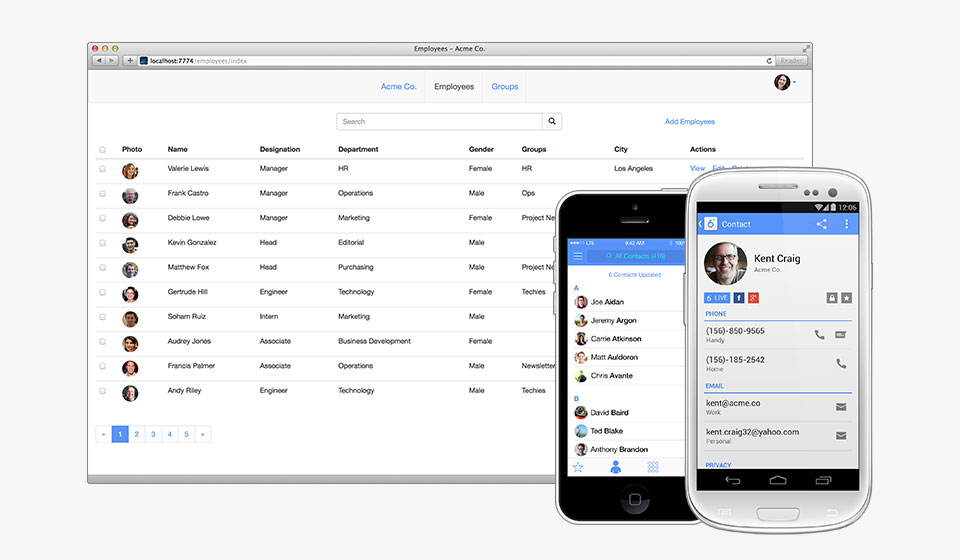 Employees – Acme Co.
localhost:7774/employees/index
Reader
Acme Co. Employees Groups
Search
Add Employees
Photo Name Designation Department Gender Groups City Actions
Valerie Lewis Manager HR Female HR Los Angeles View Edit
Frank Castro Manager Operations Male Ops
Debbie Lowe Manager Marketing Female Project Ne
Kevin Gonzalez Head Editorial Male
Matthew Fox Head Purchasing Male Project Ne
Gertrude Hill Engineer Technology Female Techies
Soham Ruiz Intern Marketing Male
Audrey Jones Associate Business Development Female
Francis Palmer Associate Operations Male Newsletter
Andy Riley Engineer Technology Male Techies
« 1 2 3 4 5 »
LTE 9:42 AM 100%
All Contacts (416)
6 Contacts Updated
A
Joe Aidan
Jeremy Argon
Carrie Atkinson
Matt Auldoron
Chris Avante
B
David Baird
Ted Blake
Anthony Brandon
12:06
6 Contact
Kent Craig
Acme Co.
6 LIVE f g+
PHONE
(156)-850-9565
Handy
(156)-185-2542
Home
EMAIL
kent@acme.co
Work
kent.craig32@yahoo.com
Personal
PRIVACY